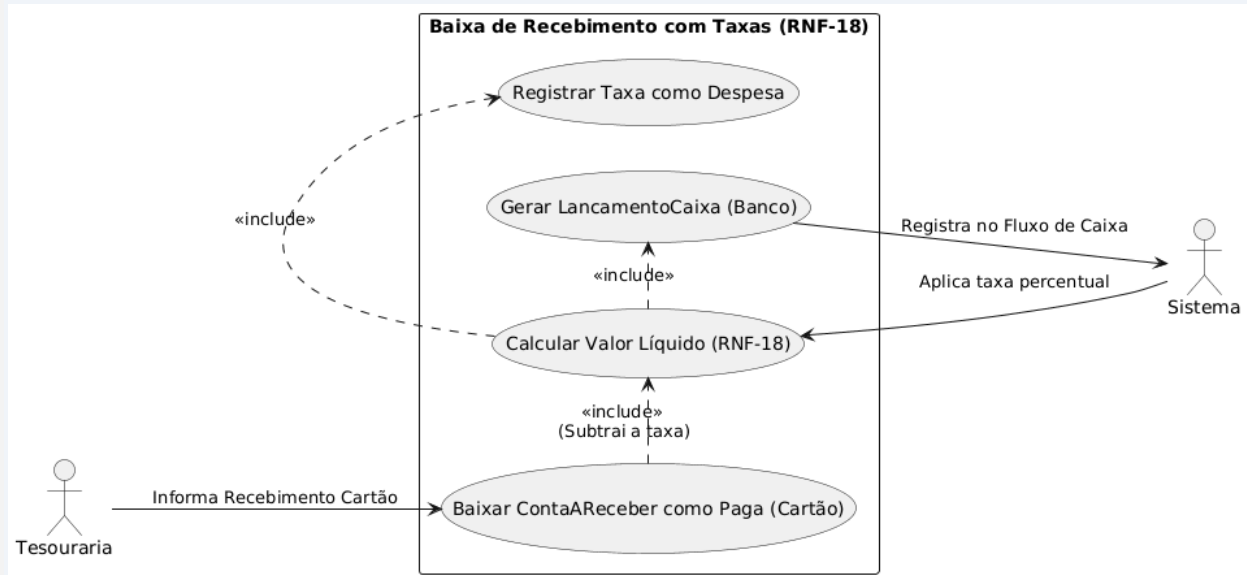 Baixa de Recebimento com Taxas (RNF-18)
Registrar Taxa como Despesa
«include»
Gerar LancamentoCaixa (Banco)
Registra no Fluxo de Caixa
«include»
Aplica taxa percentual
Sistema
Calcular Valor Líquido (RNF-18)
«include»
(Subtrai a taxa)
Informa Recebimento Cartão
Baixar ContaAReceber como Paga (Cartão)
Tesouraria